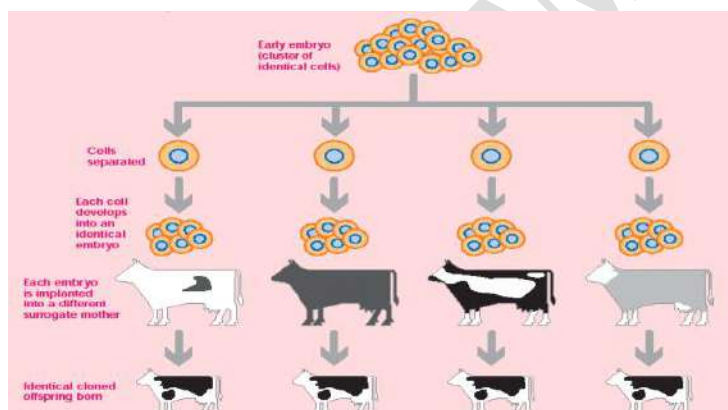 Early embryo
(cluster of
identical cells)
Cells
separated
Each cell
develops
into an
identical
embryo
Each embryo
is implanted
into a different
surrogate mother
Identical cloned
offspring born